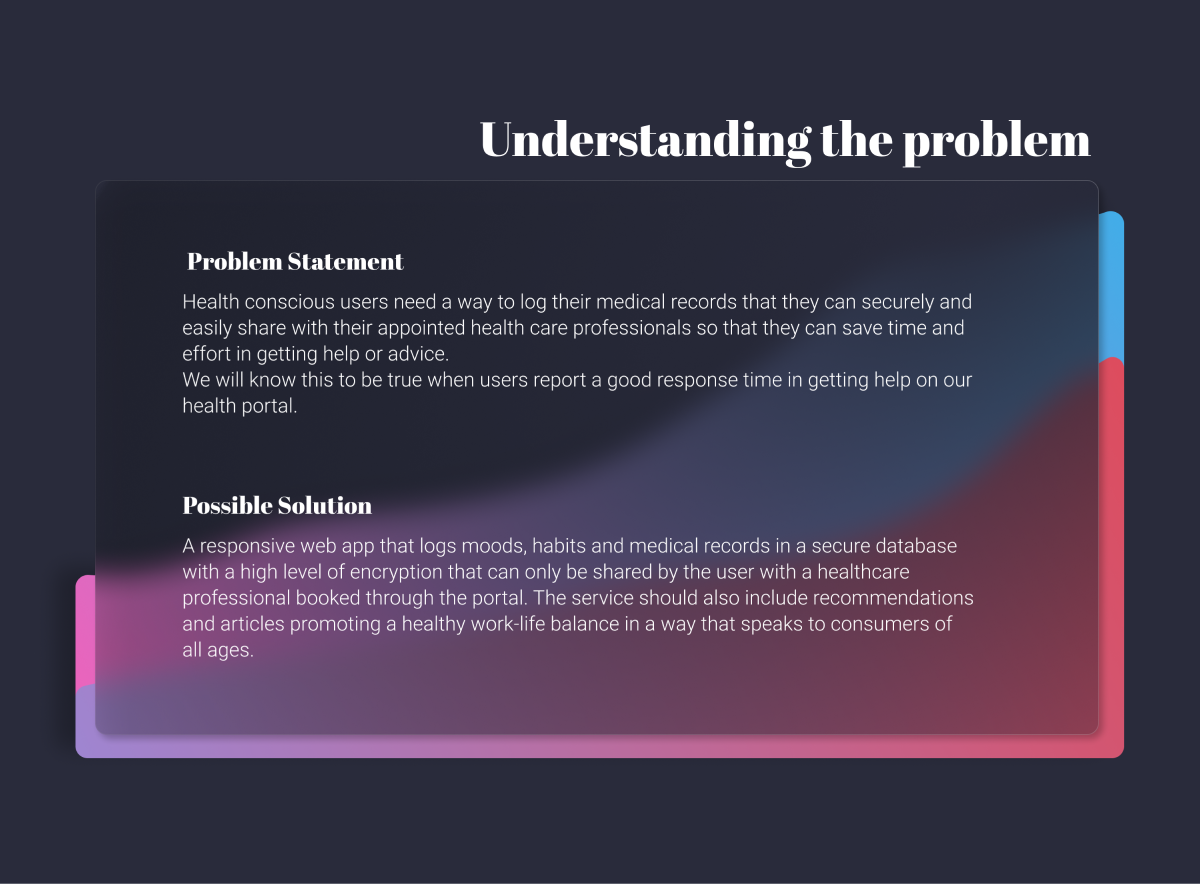 Understanding the problem
Problem Statement
Health conscious users need a way to log their medical records that they can securely and
easily share with their appointed health care professionals so that they can save time and
effort in getting help or advice.
We will know this to be true when users report a good response time in getting help on our
health portal.
Possible Solution
A responsive web app that logs moods, habits and medical records in a secure database
with a high level of encryption that can only be shared by the user with a healthcare
professional booked through the portal. The service should also include recommendations
and articles promoting a healthy work-life balance in a way that speaks to consumers of
all ages.